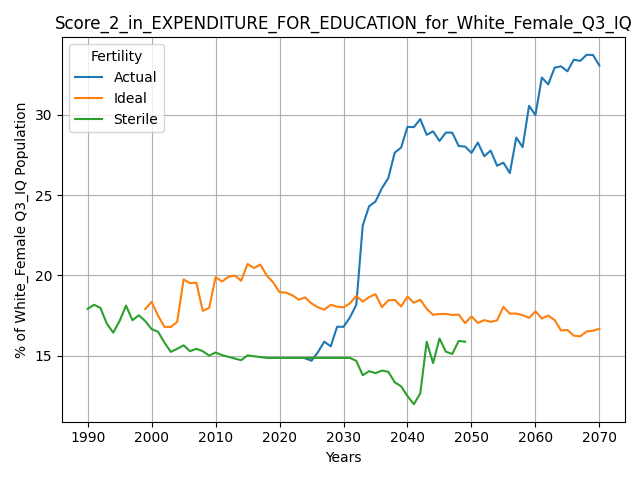 Score_2_in_EXPENDITURE_FOR_EDUCATION_for_White_Female_Q3_IQ
Fertility
Actual
Ideal
Sterile
30
25
20
15
% of White_Female Q3_IQ Population
1990 2000 2010 2020 2030 2040 2050 2060 2070
Years